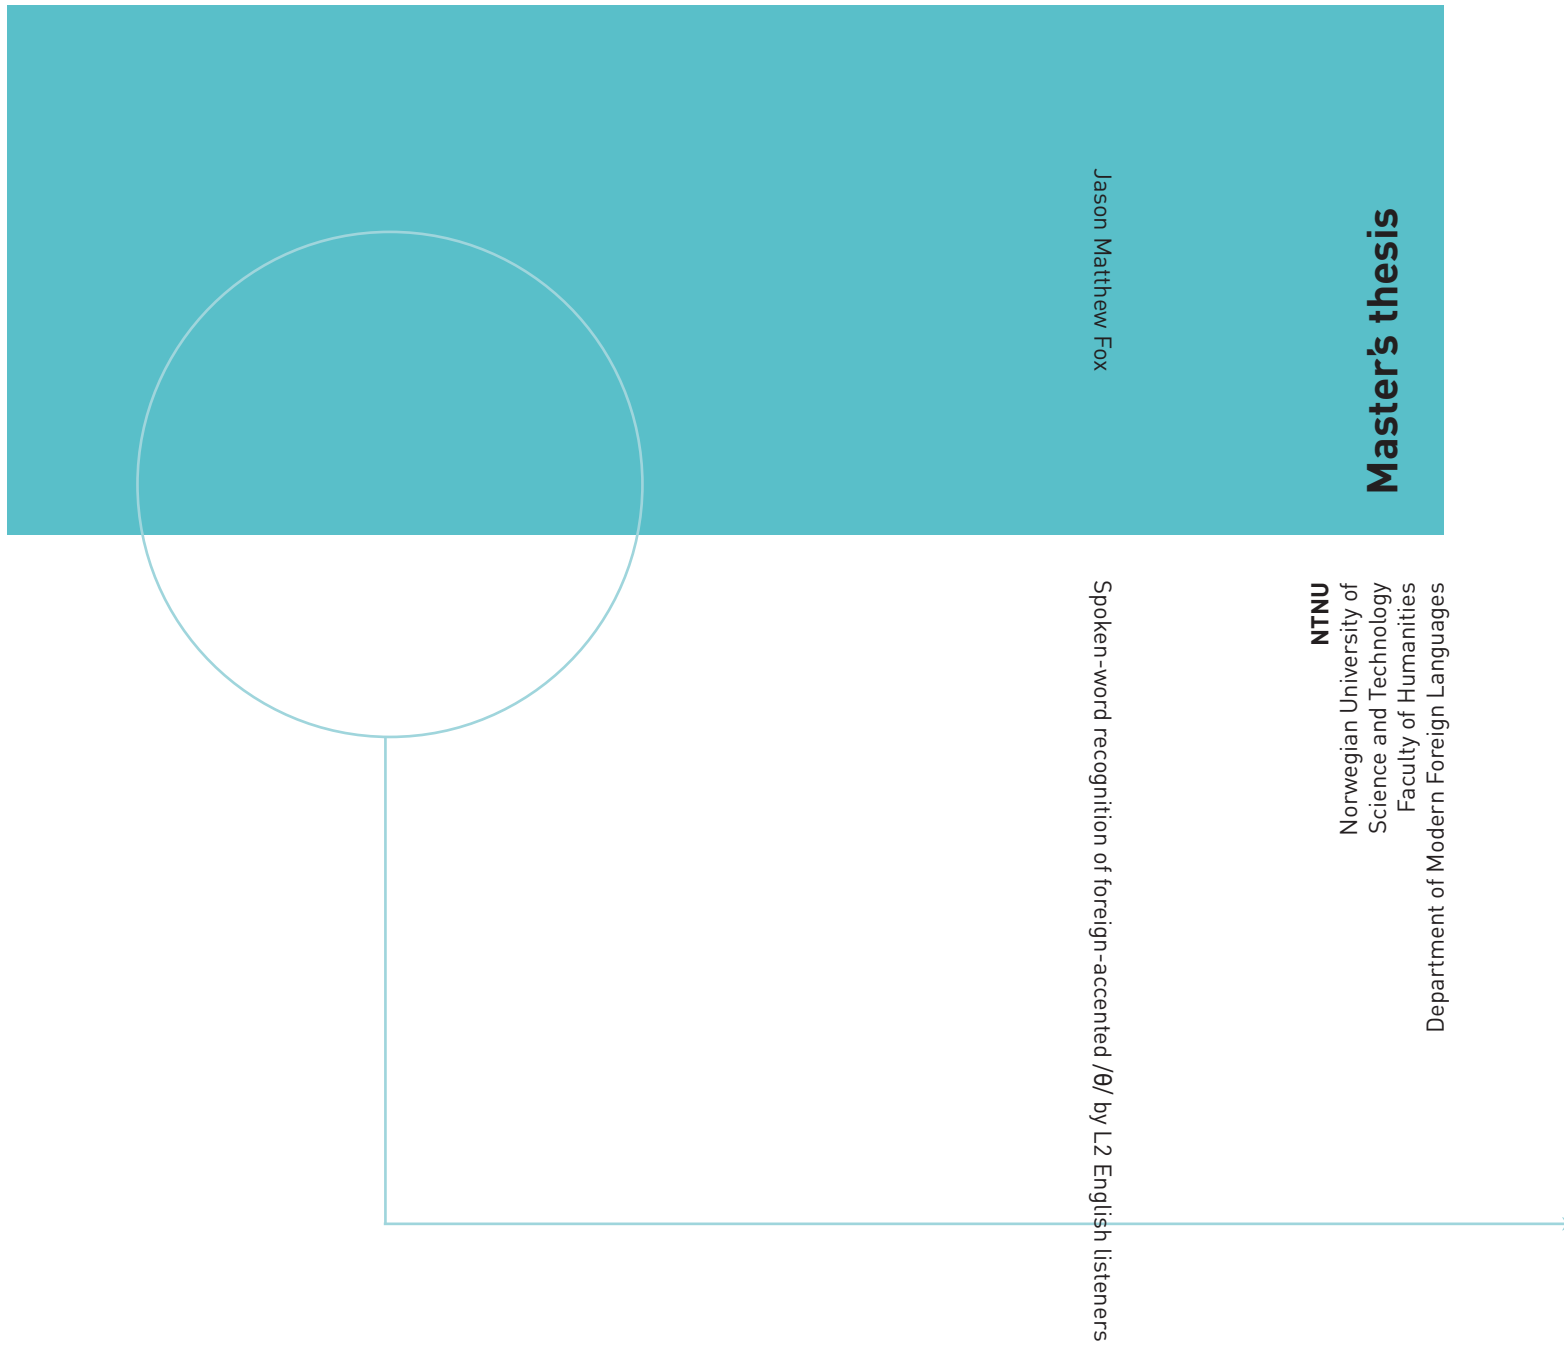 Jason Matthew Fox
Spoken-word recognition of foreign-accented /θ/ by L2 English listeners
Master's thesis
NTNU
Norwegian University of
Science and Technology
Faculty of Humanities
Department of Modern Foreign Languages